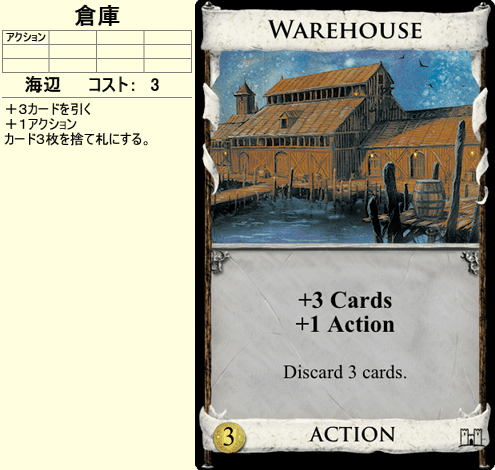 倉庫
アクション
海辺 コスト: 3
＋３カードを引く
＋１アクション
カード３枚を捨て札にする。
WAREHOUSE
+3 Cards
+1 Action
Discard 3 cards.
3 ACTION